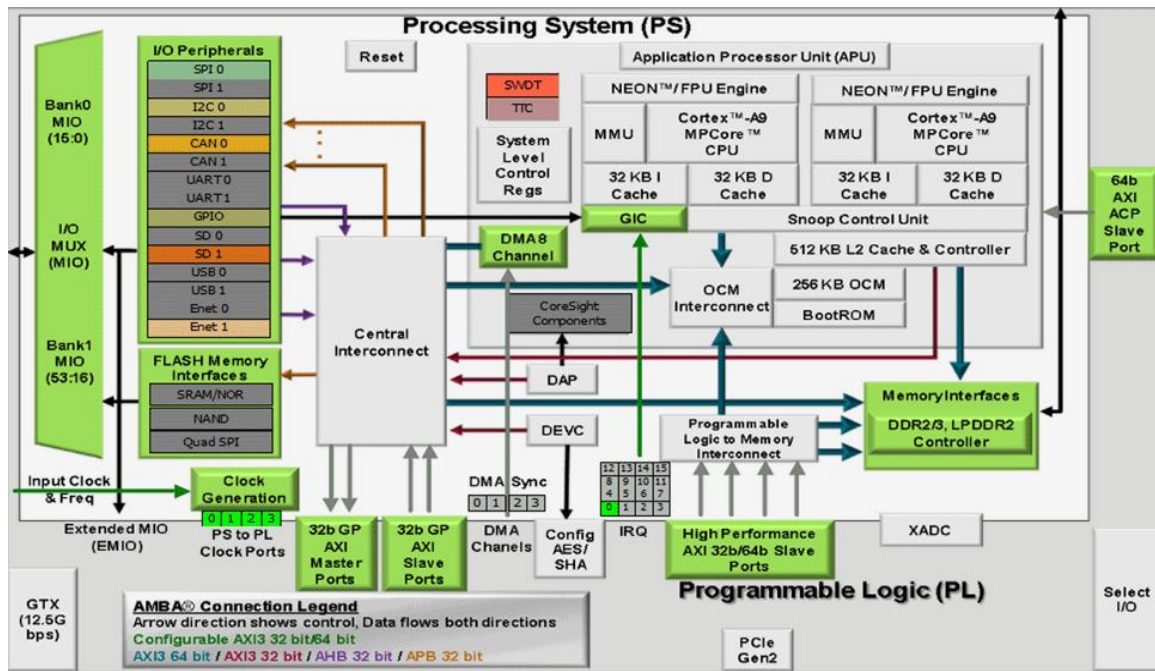 Processing System (PS)
I/O Peripherals
SPI 0
SPI 1
I2C 0
I2C 1
CAN 0
CAN 1
UART 0
UART 1
GPIO
SD 0
SD 1
USB 0
USB 1
Enet 0
Enet 1
Bank0
MIO
(15:0)
I/O
MUX
(MIO)
Bank1
MIO
(53:16)
FLASH Memory
Interfaces
SRAM/NOR
NAND
Quad SPI
Input Clock
& Freq
Clock
Generation
0 1 2 3
PS to PL
Clock Ports
Extended MIO
(EMIO)
Reset
Central
Interconnect
Application Processor Unit (APU)
SWDT
TTC
System
Level
Control
Regs
NEON™/ FPU Engine
MMU
Cortex™-A9
MPCore™
CPU
32 KB I
Cache
32 KB D
Cache
NEON™/ FPU Engine
MMU
Cortex™-A9
MPCore™
CPU
32 KB I
Cache
32 KB D
Cache
GIC
Snoop Control Unit
DMA8
Channel
512 KB L2 Cache & Controller
OCM
Interconnect
256 KB OCM
BootROM
CoreSight
Components
DAP
DEVC
Programmable
Logic to Memory
Interconnect
Memory Interfaces
DDR2/3, LPDDR2
Controller
64b
AXI
ACP
Slave
Port
32b GP
AXI
Master
Ports
32b GP
AXI
Slave
Ports
DMA Sync
0 1 2 3
DMA
Channels
Config
AES/
SHA
12 13 14 15
8 9 10 11
4 5 6 7
0 1 2 3
IRQ
High Performance
AXI 32b/64b Slave
Ports
XADC
Programmable Logic (PL)
GTX
(12.5G
bps)
AMBA® Connection Legend
Arrow direction shows control, Data flows both directions
Configurable AXI3 32 bit/64 bit
AXI3 64 bit / AXI3 32 bit / AHB 32 bit / APB 32 bit
PCIe
Gen2
Select
I/O